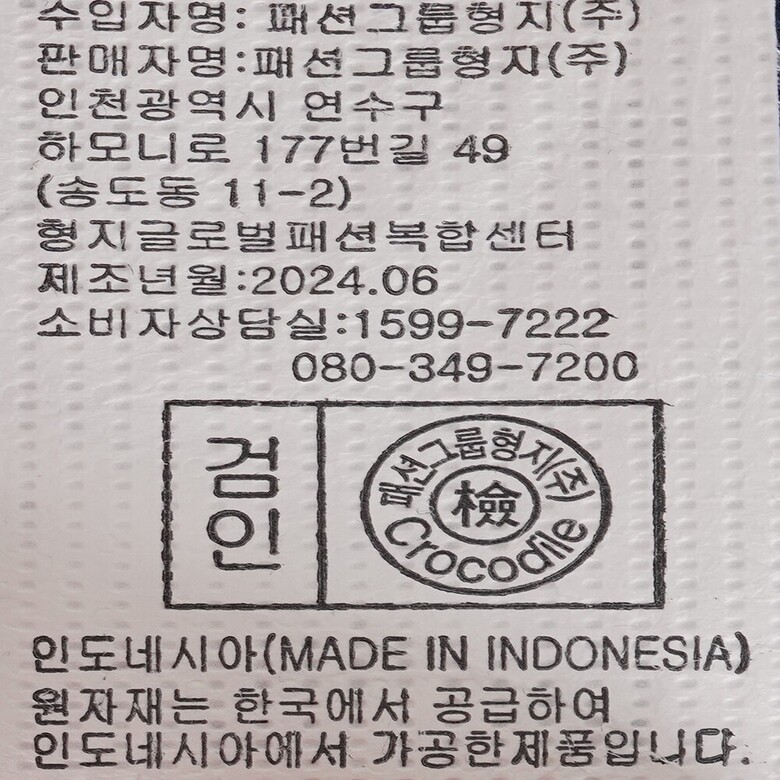 수입자명: 패션그룹형지(주)
판매자명:패션그룹형지(주)
인천광역시 연수구
하모니로 177번길 49
(송도동 11-2)
형지글로벌패션복합센터
제조년월:2024.06
소비자상담실:1599-7222
080-349-7200
검인
패션그룹형지(주)
檢
Crocodile
인도네시아(MADE IN INDONESIA)
원자재는 한국에서 공급하여
인도네시아에서 가공한제품입니다.